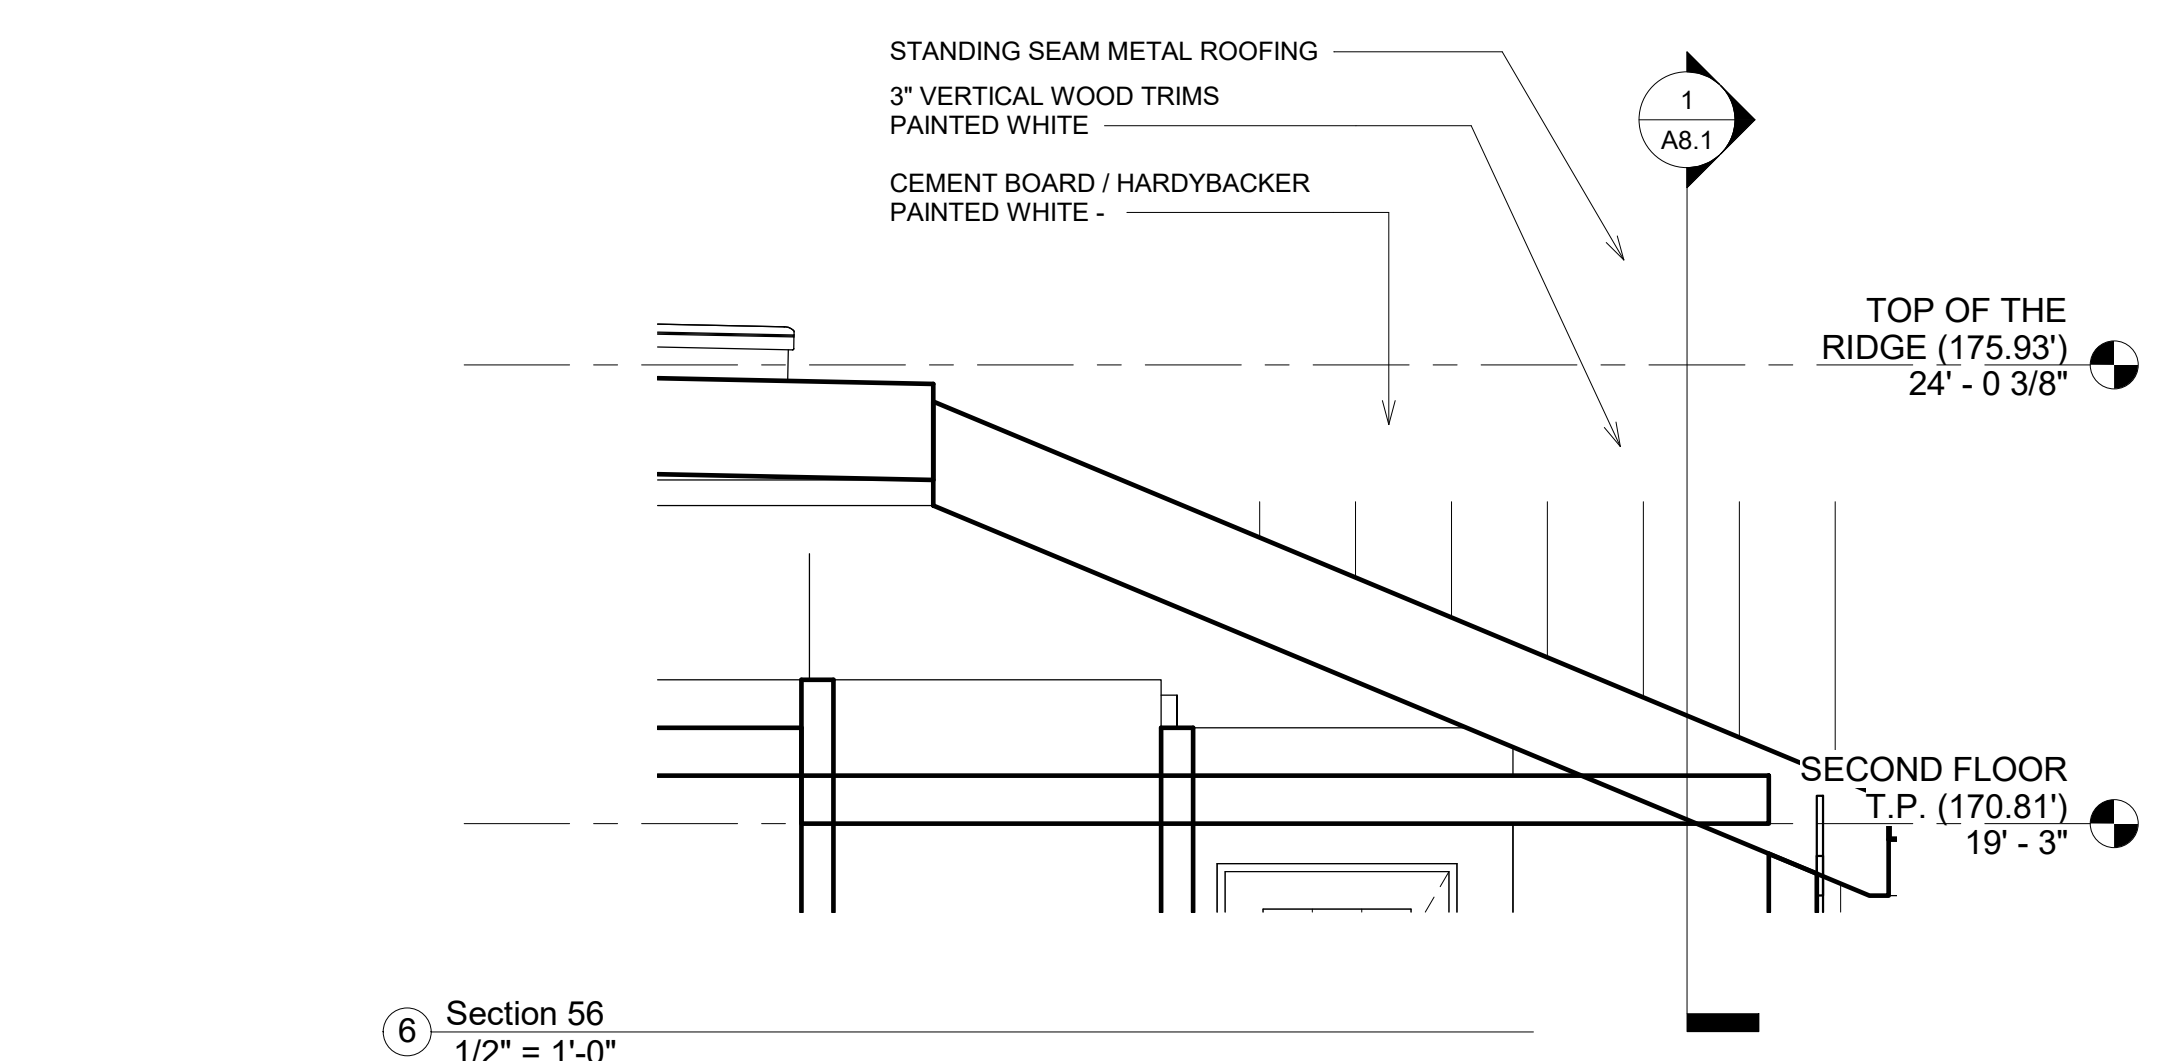 STANDING SEAM METAL ROOFING
3" VERTICAL WOOD TRIMS
PAINTED WHITE
CEMENT BOARD / HARDYBACKER
PAINTED WHITE -
1
A8.1
TOP OF THE
RIDGE (175.93')
24' - 0 3/8"
SECOND FLOOR
T.P. (170.81')
19' - 3"
6
Section 56
1/2" = 1'-0"